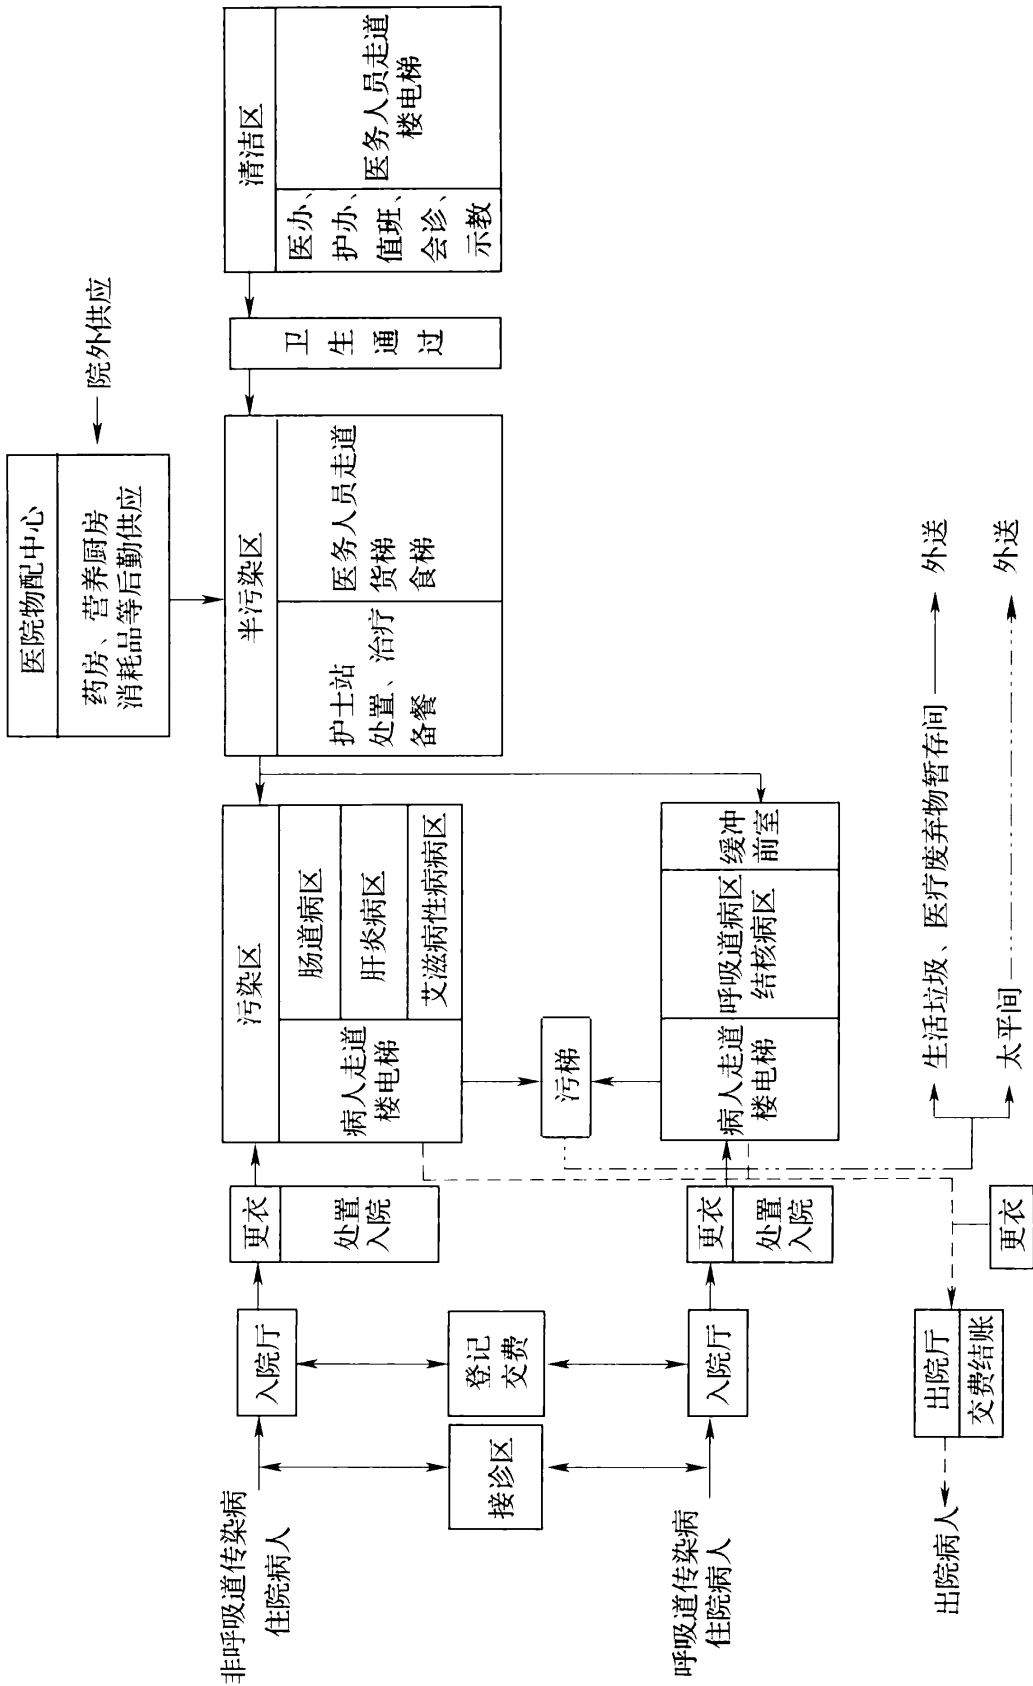 非呼吸道传染病
住院病人
入院厅
更衣
处置
入院
污染区
病人走道
楼电梯
肠道病区
肝炎病区
艾滋病性病病区
医院物配中心
药房、营养厨房
消耗品等后勤供应
院外供应
半污染区
护士站
处置、治疗
备餐
医务人员走道
货梯
食梯
卫生通过
清洁区
医办、
护办、
值班、
会诊、
示教
医务人员走道
楼电梯
接诊区
登记
交费
污梯
呼吸道传染病
住院病人
入院厅
更衣
处置
入院
病人走道
楼电梯
呼吸道病区
结核病区
缓冲
前室
生活垃圾、医疗废弃物暂存间
外送
太平间
外送
出院病人
出院厅
交费结账
更衣